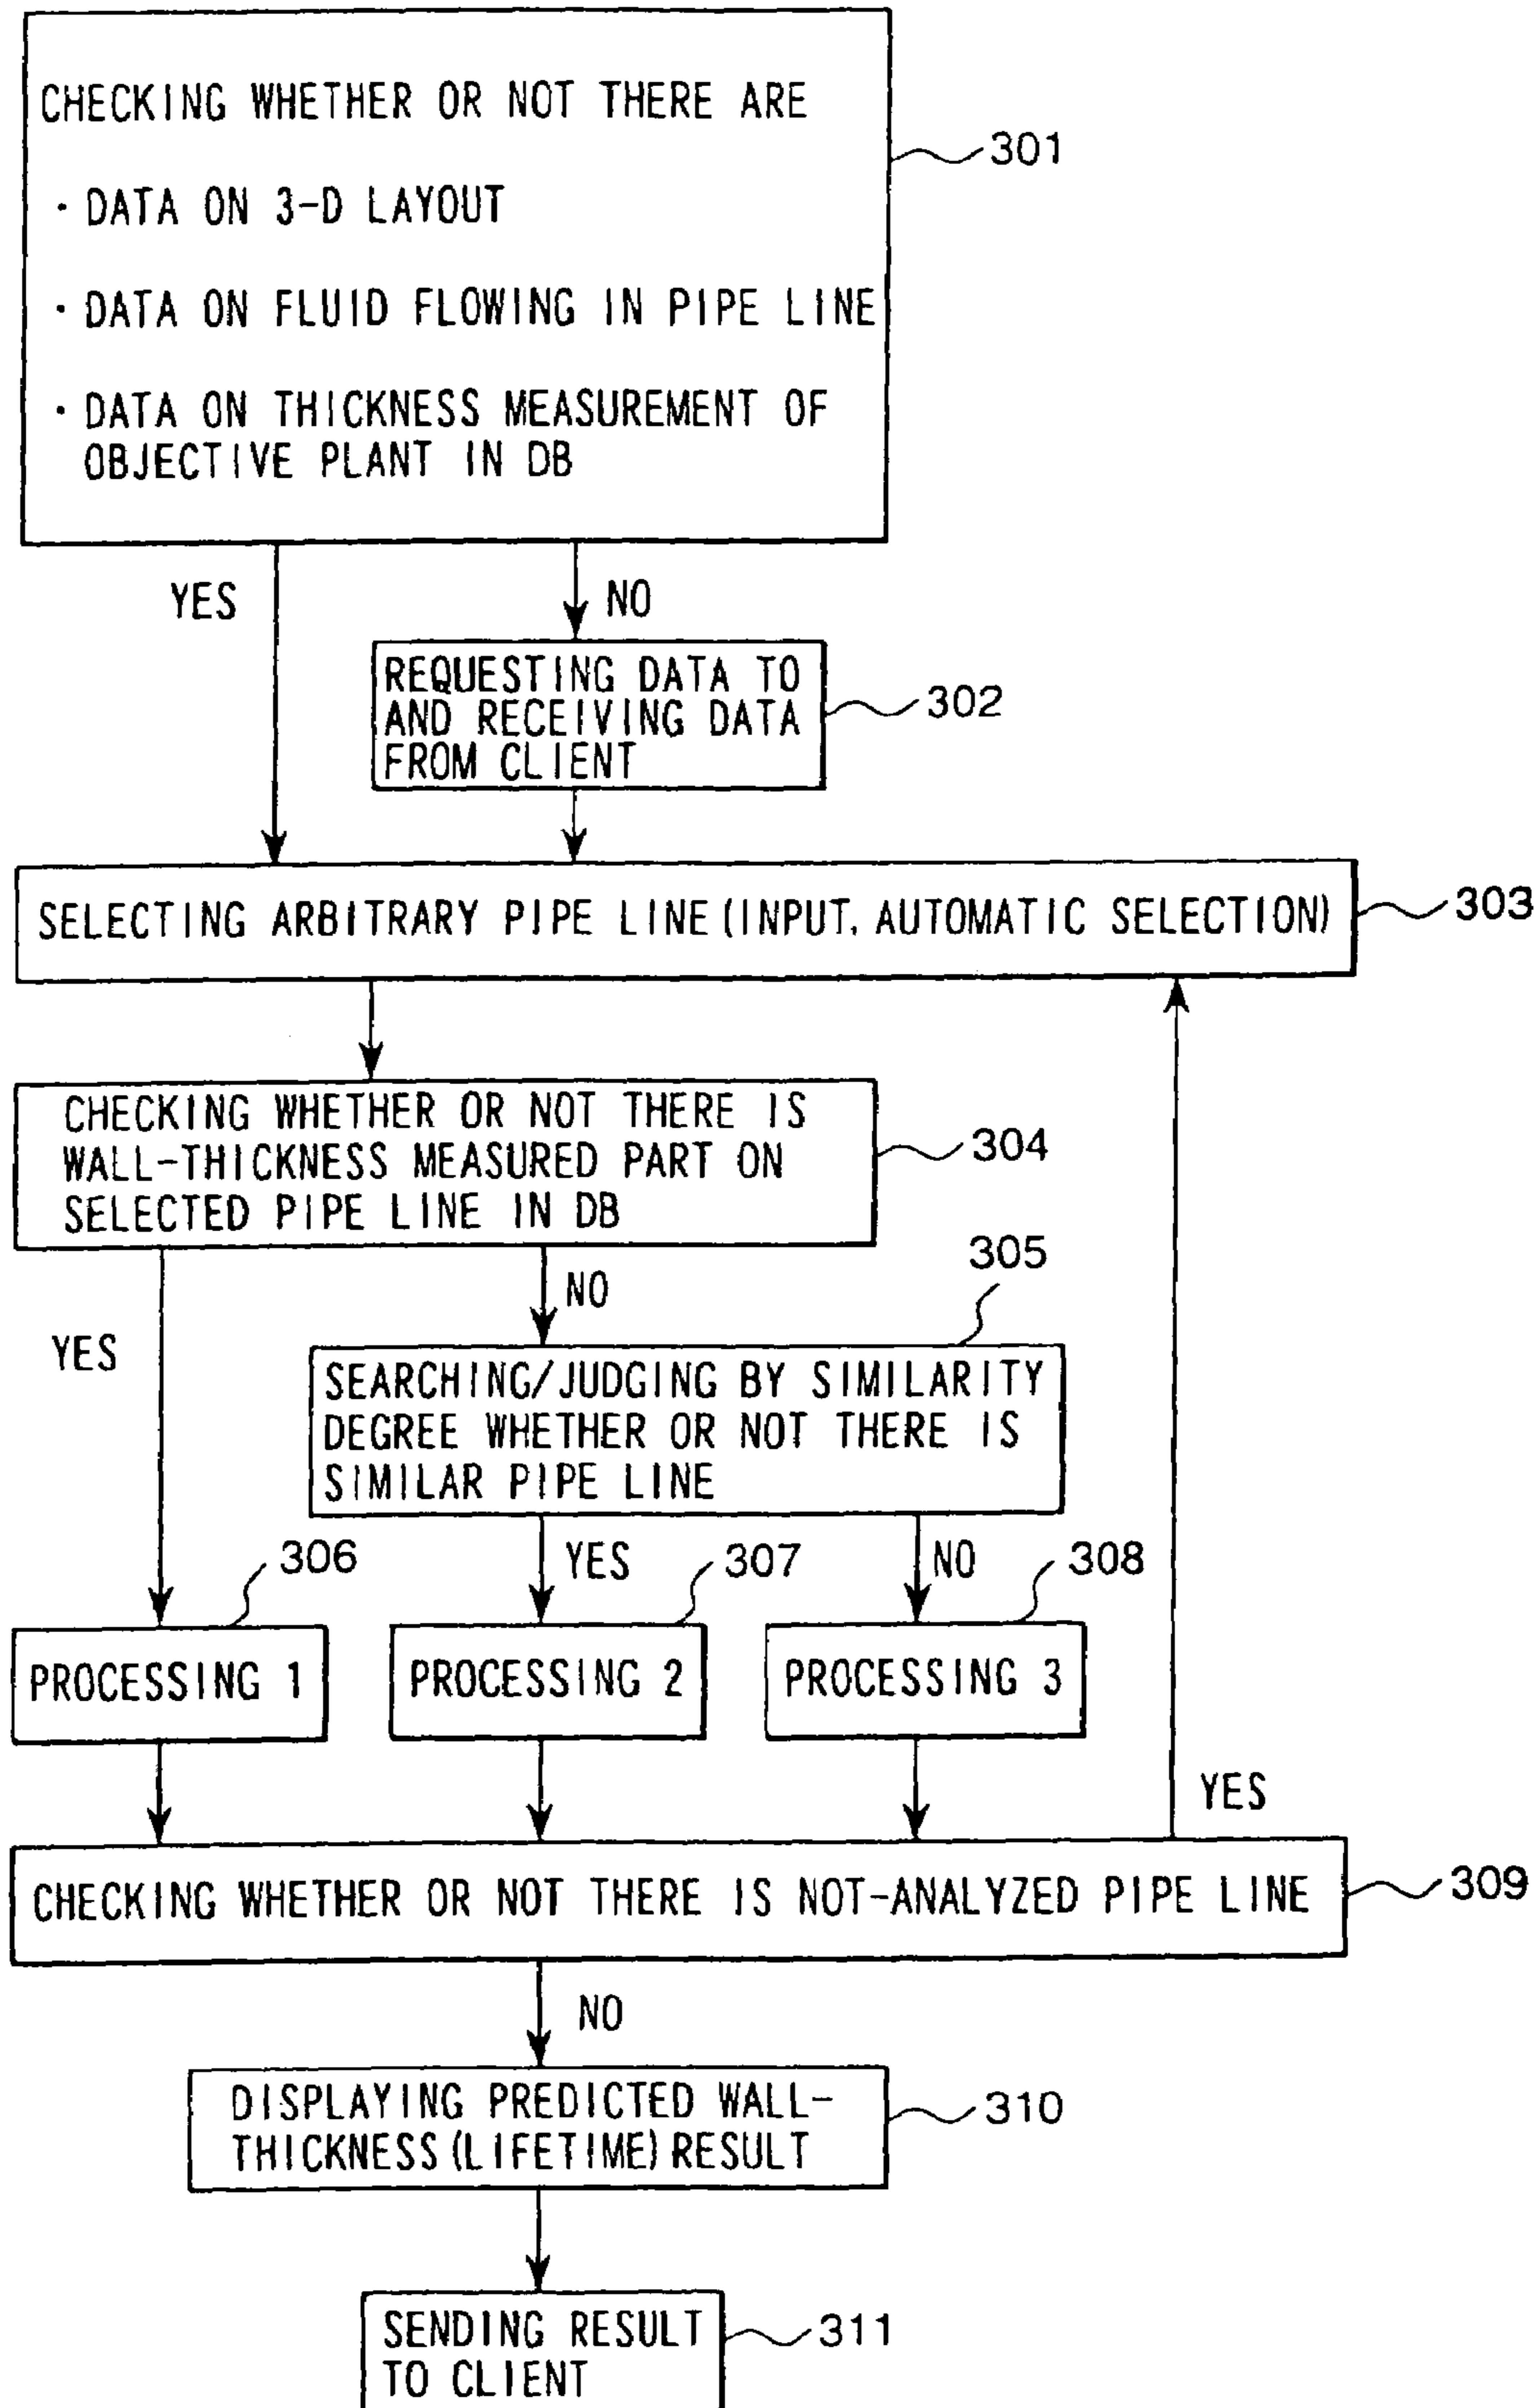 CHECKING WHETHER OR NOT THERE ARE
· DATA ON 3-D LAYOUT
· DATA ON FLUID FLOWING IN PIPE LINE
· DATA ON THICKNESS MEASUREMENT OF
OBJECTIVE PLANT IN DB
301
YES
NO
REQUESTING DATA TO
AND RECEIVING DATA
FROM CLIENT
302
SELECTING ARBITRARY PIPE LINE (INPUT, AUTOMATIC SELECTION)
303
CHECKING WHETHER OR NOT THERE IS
WALL-THICKNESS MEASURED PART ON
SELECTED PIPE LINE IN DB
304
YES
NO
305
SEARCHING/JUDGING BY SIMILARITY
DEGREE WHETHER OR NOT THERE IS
SIMILAR PIPE LINE
306
YES
307
NO
308
PROCESSING 1
PROCESSING 2
PROCESSING 3
YES
CHECKING WHETHER OR NOT THERE IS NOT-ANALYZED PIPE LINE
309
NO
DISPLAYING PREDICTED WALL-
THICKNESS (LIFETIME) RESULT
310
SENDING RESULT
TO CLIENT
311